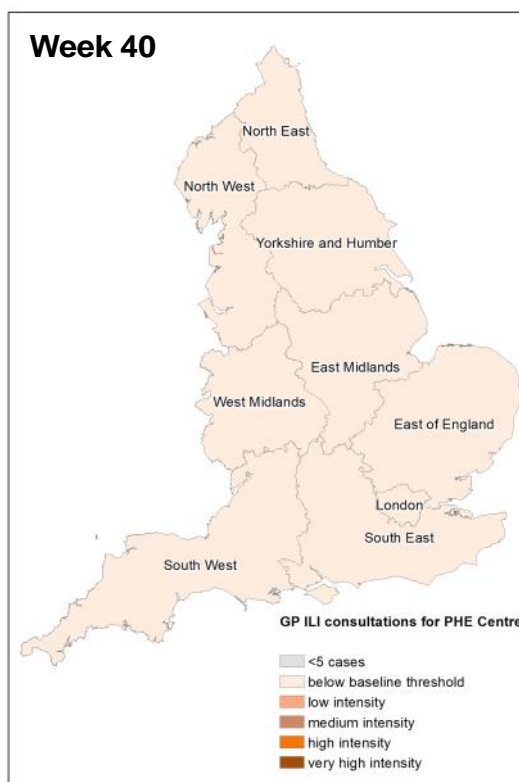 Week 40
North East
North West
Yorkshire and Humber
East Midlands
West Midlands
East of England
London
South East
South West
GP ILI consultations for PHE Centre
<5 cases
below baseline threshold
low intensity
medium intensity
high intensity
very high intensity